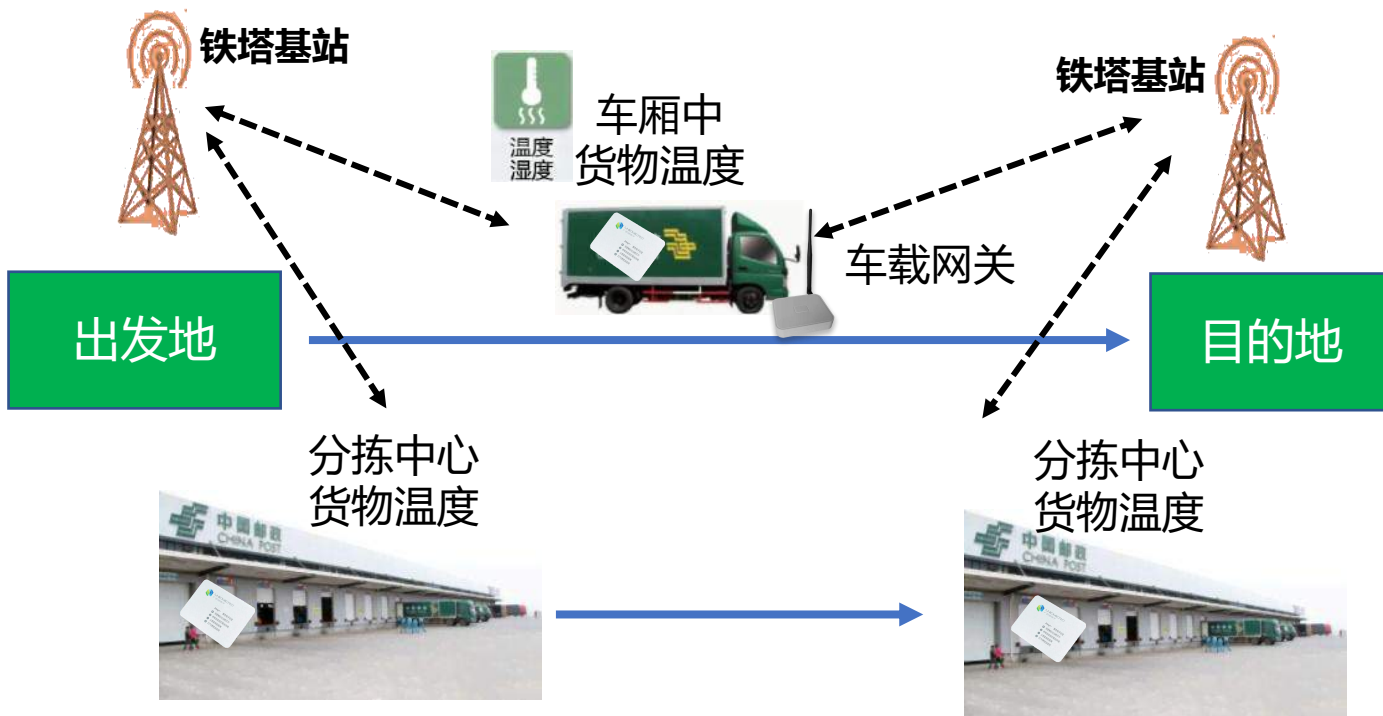 铁塔基站
铁塔基站
温度
湿度
车厢中
货物温度
车载网关
出发地
目的地
分拣中心
货物温度
分拣中心
货物温度
中国邮政
CHINA POST
中国邮政
CHINA POST